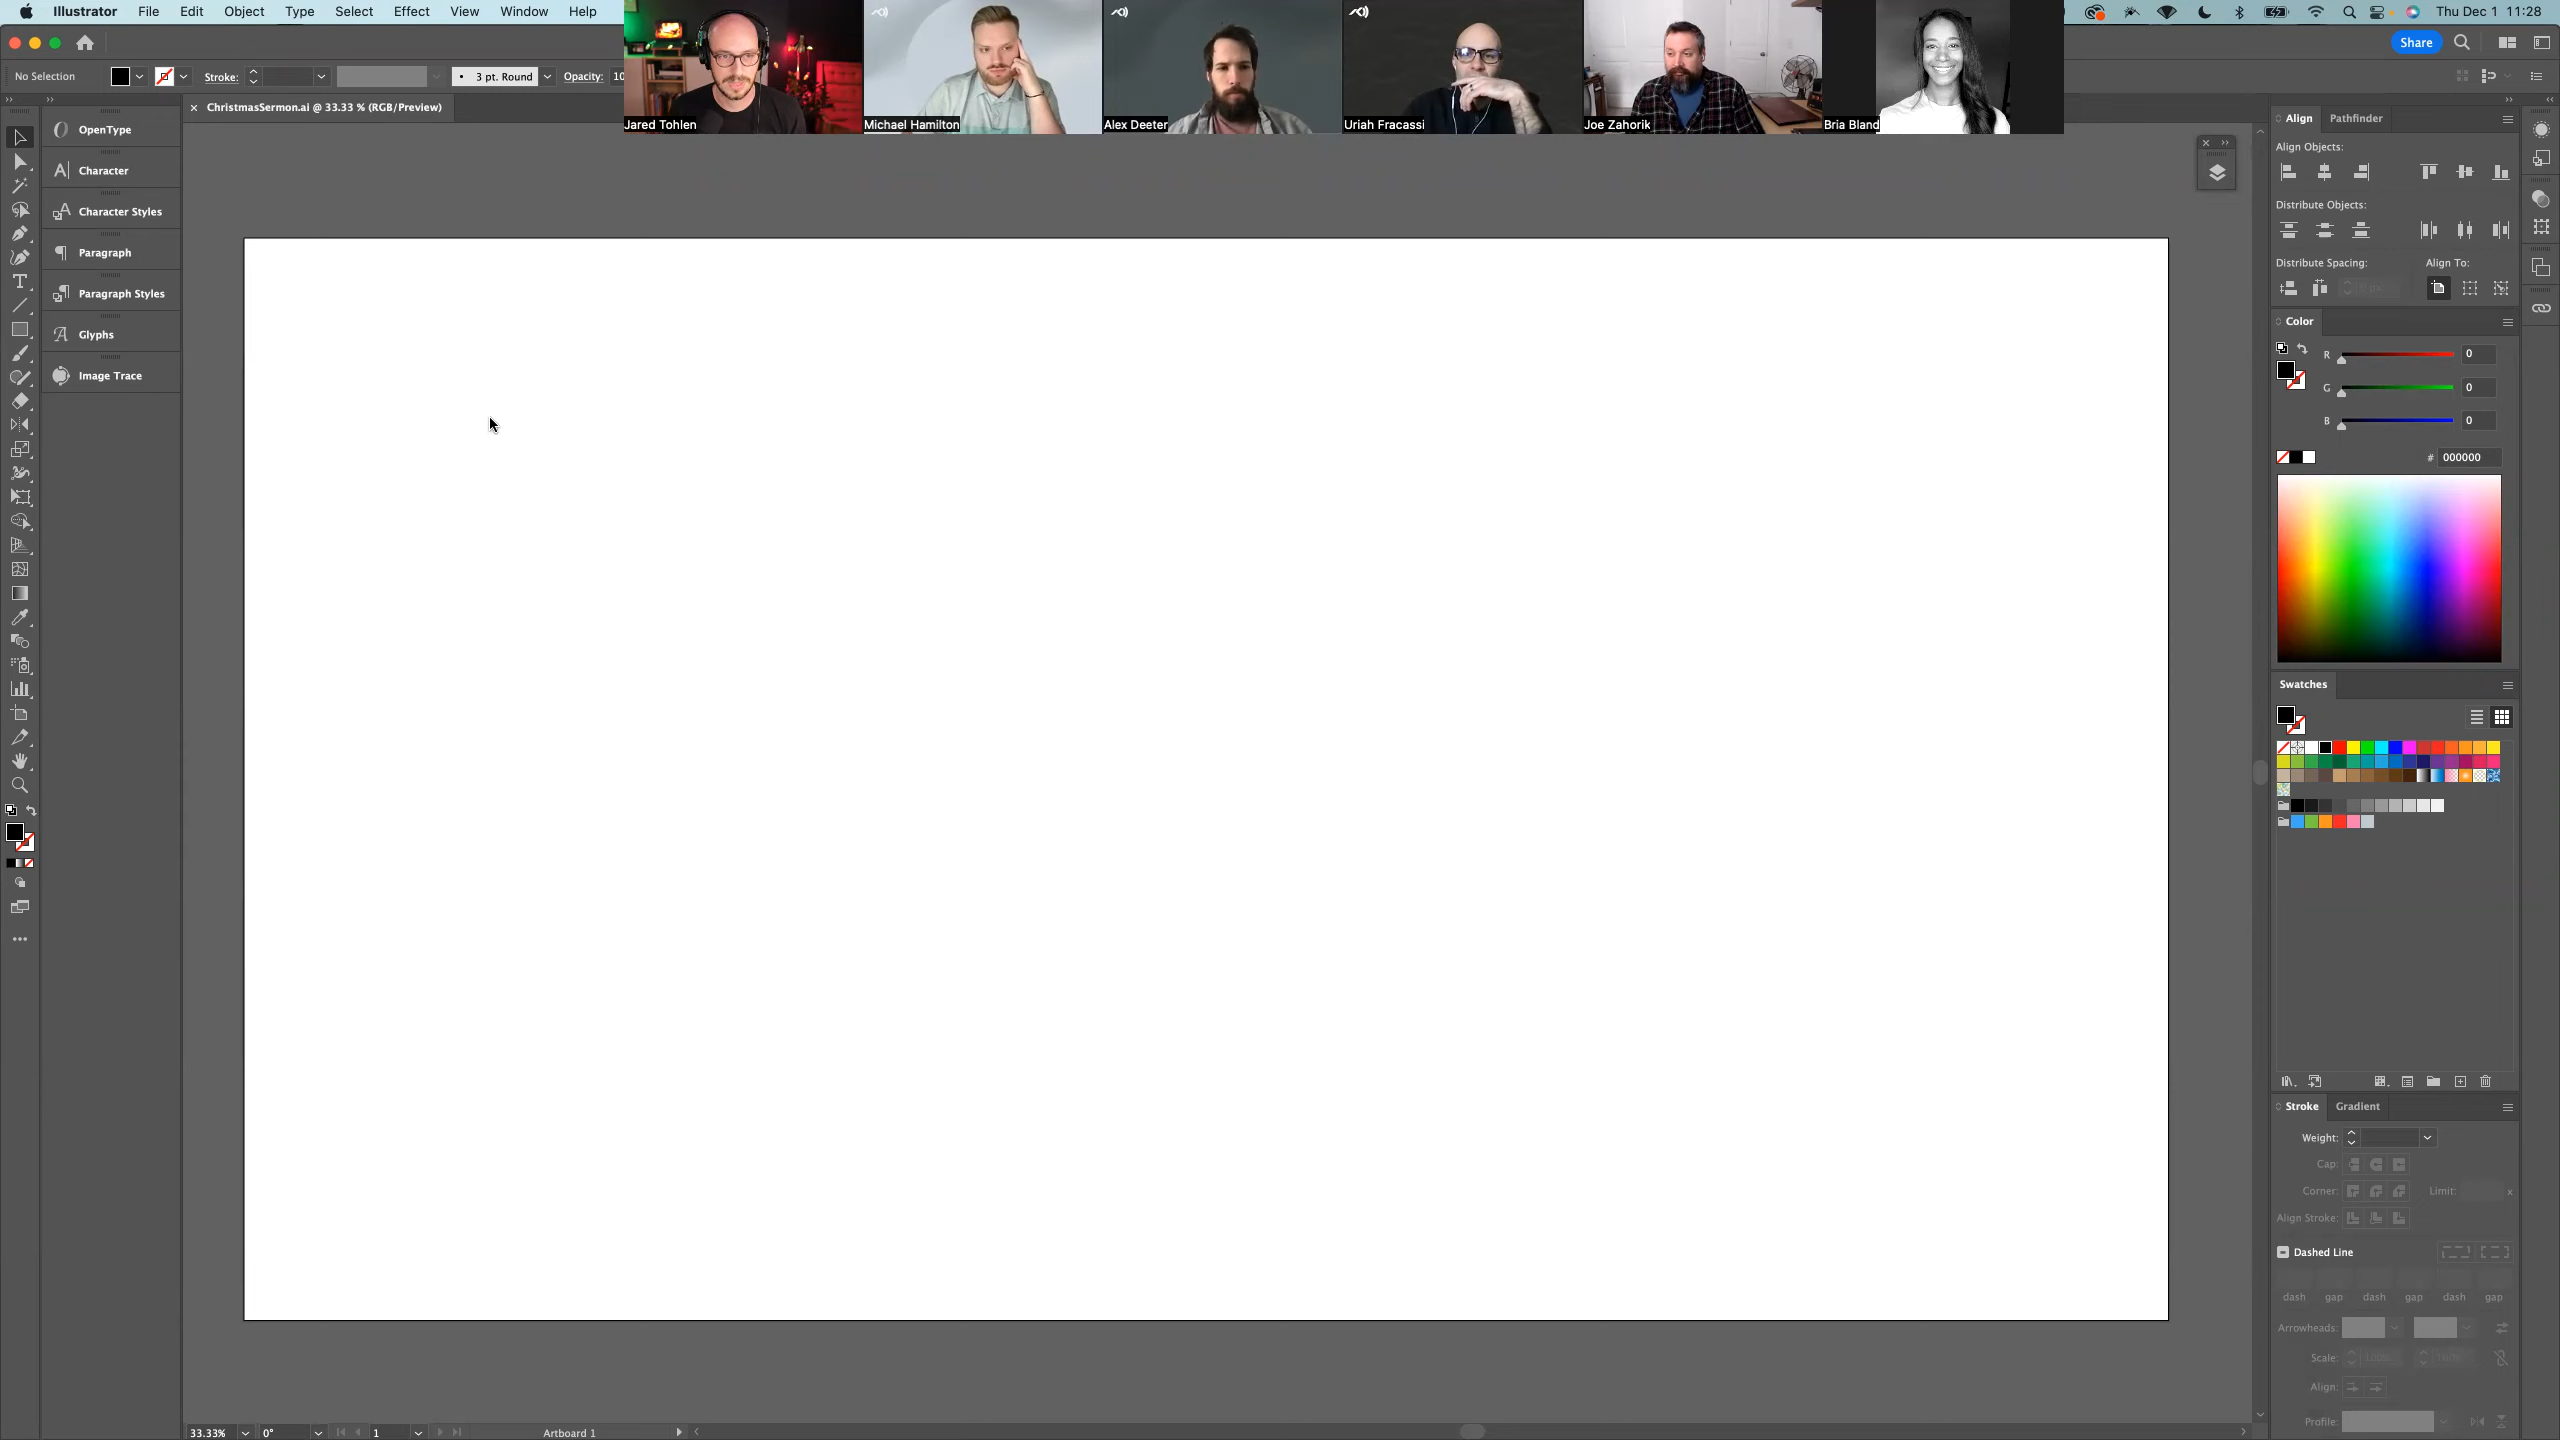 Illustrator File Edit Object Type Select Effect View Window Help
Thu Dec 1 11:28
Share
No Selection
Stroke:
3 pt. Round
Opacity: 10
Jared Tohlen
Michael Hamilton
Alex Deeter
Uriah Fracassi
Joe Zahorik
Bria Bland
× ChristmasSermon.ai @ 33.33 % (RGB/Preview)
OpenType
Character
Character Styles
Paragraph
Paragraph Styles
Glyphs
Image Trace
Align Pathfinder
Align Objects:
Distribute Objects:
Distribute Spacing: Align To:
0 px
Color
R 0
G 0
B 0
# 000000
Swatches
Stroke Gradient
Weight:
Cap:
Corner: Limit: x
Align Stroke:
Dashed Line
dash gap dash gap dash gap
Arrowheads:
Scale: 100% 100%
Align:
Profile:
33.33% 0° 1 Artboard 1